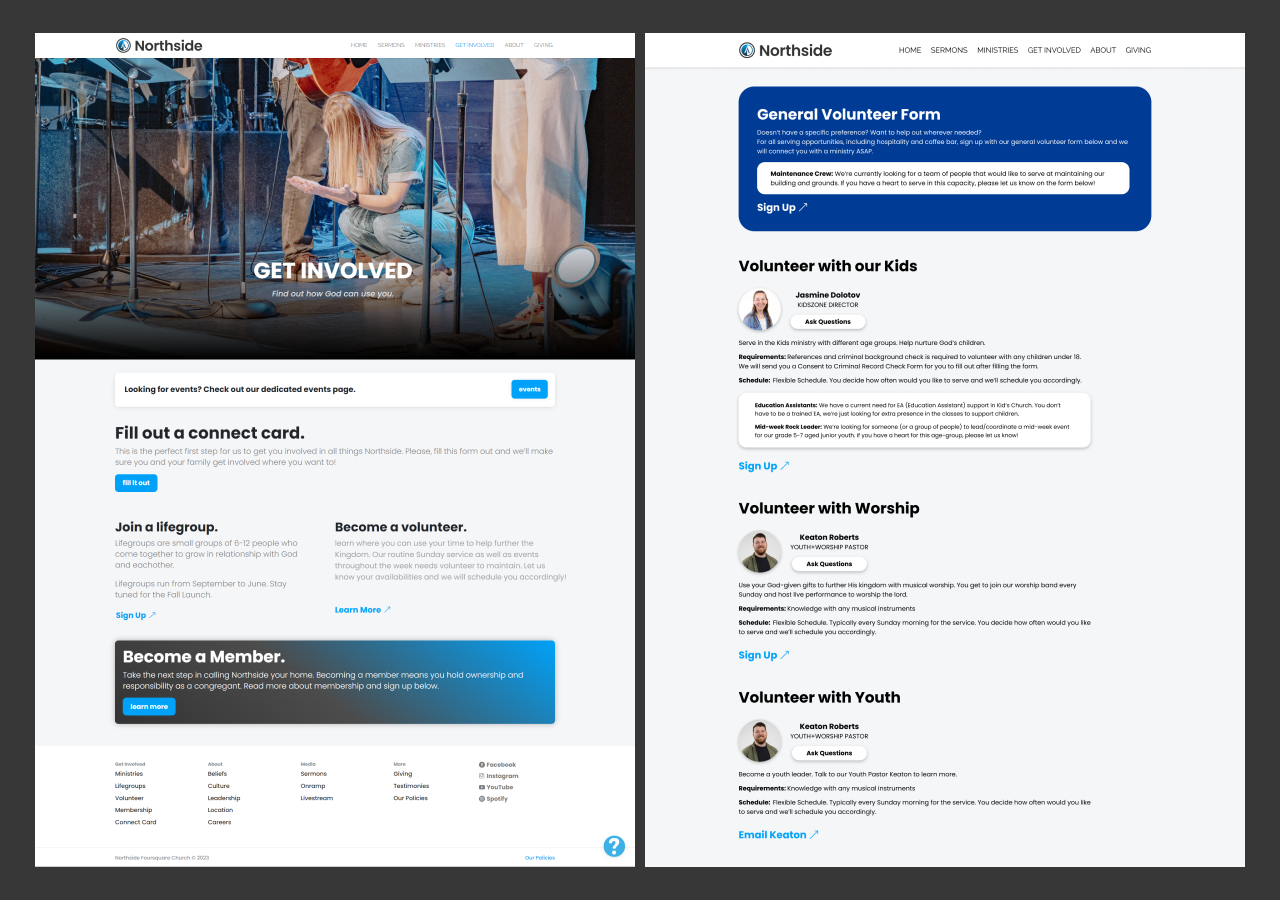 Northside
HOME SERMONS MINISTRIES GET INVOLVED ABOUT GIVING
GET INVOLVED
Find out how God can use you.
Looking for events? Check out our dedicated events page.
events
Fill out a connect card.
This is the perfect first step for us to get you involved in all things Northside. Please, fill this form out and we'll make
sure you and your family get involved where you want to!
fill it out
Join a lifegroup.
Lifegroups are small groups of 6-12 people who
come together to grow in relationship with God
and eachother.
Lifegroups run from September to June. Stay
tuned for the Fall Launch.
Sign Up ↗
Become a volunteer.
learn where you can use your time to help further the
Kingdom. Our routine Sunday service as well as events
throughout the week needs volunteer to maintain. Let us
know your availabilities and we will schedule you accordingly!
Learn More ↗
Become a Member.
Take the next step in calling Northside your home. Becoming a member means you hold ownership and
responsibility as a congregant. Read more about membership and sign up below.
learn more
Get Involved
Ministries
Lifegroups
Volunteer
Membership
Connect Card
About
Beliefs
Culture
Leadership
Location
Careers
Media
Sermons
Onramp
Livestream
More
Giving
Testimonies
Our Policies
Facebook
Instagram
YouTube
Spotify
?
Northside Foursquare Church © 2023
Our Policies
Northside
HOME SERMONS MINISTRIES GET INVOLVED ABOUT GIVING
General Volunteer Form
Doesn't have a specific preference? Want to help out wherever needed?
For all serving opportunities, including hospitality and coffee bar, sign up with our general volunteer form below and we
will connect you with a ministry ASAP.
Maintenance Crew: We're currently looking for a team of people that would like to serve at maintaining our
building and grounds. If you have a heart to serve in this capacity, please let us know on the form below!
Sign Up ↗
Volunteer with our Kids
Jasmine Dolotov
KIDSZONE DIRECTOR
Ask Questions
Serve in the Kids ministry with different age groups. Help nurture God's children.
Requirements: References and criminal background check is required to volunteer with any children under 18.
We will send you a Consent to Criminal Record Check Form for you to fill out after filling the form.
Schedule: Flexible Schedule. You decide how often would you like to serve and we'll schedule you accordingly.
Education Assistants: We have a current need for EA (Education Assistant) support in Kid's Church. You don't
have to be a trained EA, we're just looking for extra presence in the classes to support children.
Mid-week Rock Leader: We're looking for someone (or a group of people) to lead/coordinate a mid-week event
for our grade 5-7 aged junior youth. If you have a heart for this age-group, please let us know!
Sign Up ↗
Volunteer with Worship
Keaton Roberts
YOUTH+WORSHIP PASTOR
Ask Questions
Use your God-given gifts to further His kingdom with musical worship. You get to join our worship band every
Sunday and host live performance to worship the lord.
Requirements: Knowledge with any musical instruments
Schedule: Flexible Schedule. Typically every Sunday morning for the service. You decide how often would you like
to serve and we'll schedule you accordingly.
Sign Up ↗
Volunteer with Youth
Keaton Roberts
YOUTH+WORSHIP PASTOR
Ask Questions
Become a youth leader. Talk to our Youth Pastor Keaton to learn more.
Requirements: Knowledge with any musical instruments
Schedule: Flexible Schedule. Typically every Sunday morning for the service. You decide how often would you like
to serve and we'll schedule you accordingly.
Email Keaton ↗